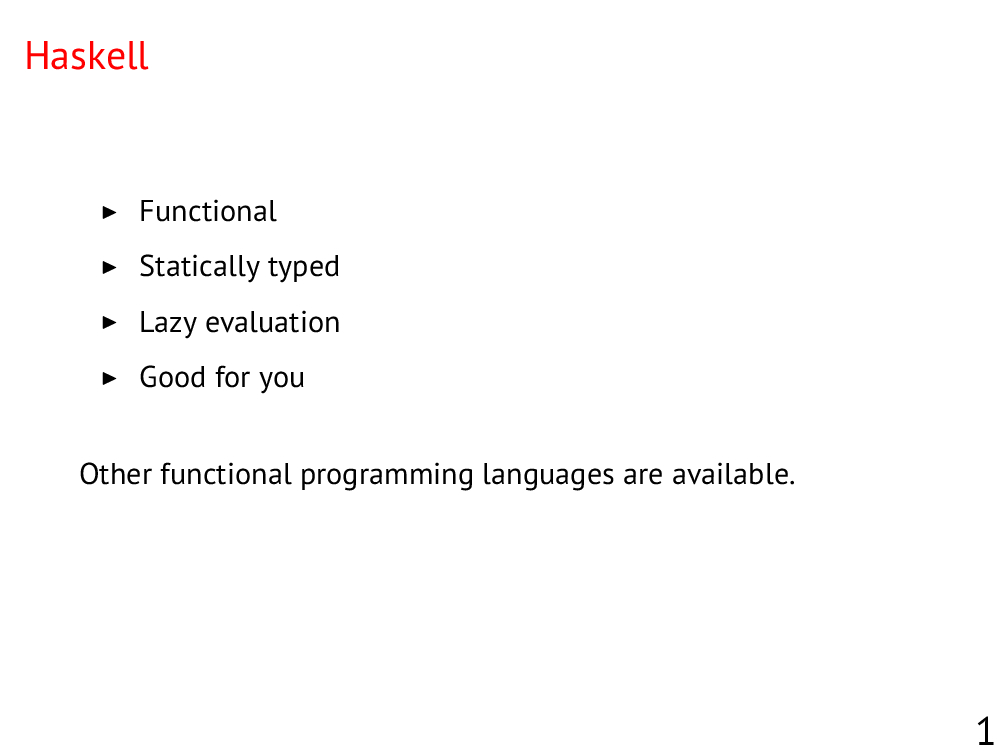 Haskell
▶ Functional
▶ Statically typed
▶ Lazy evaluation
▶ Good for you
Other functional programming languages are available.
1